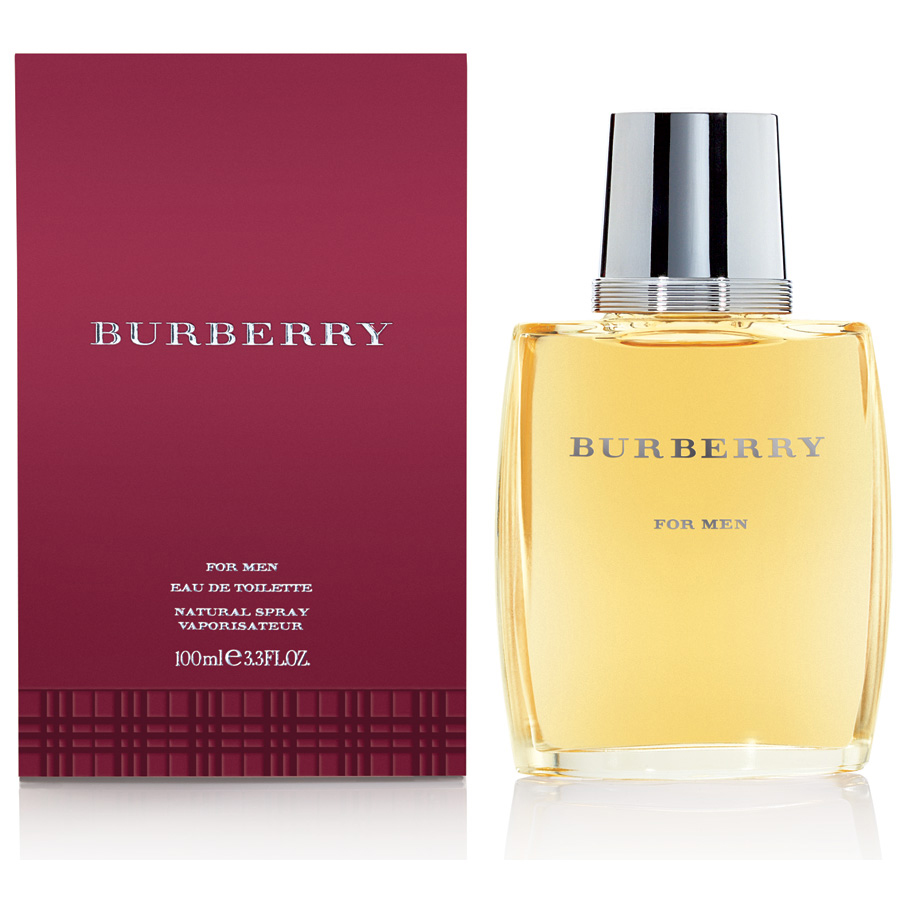 BURBERRY
FOR MEN
EAU DE TOILETTE
NATURAL SPRAY
VAPORISATEUR
100ml e 3.3FL.OZ.
BURBERRY
FOR MEN